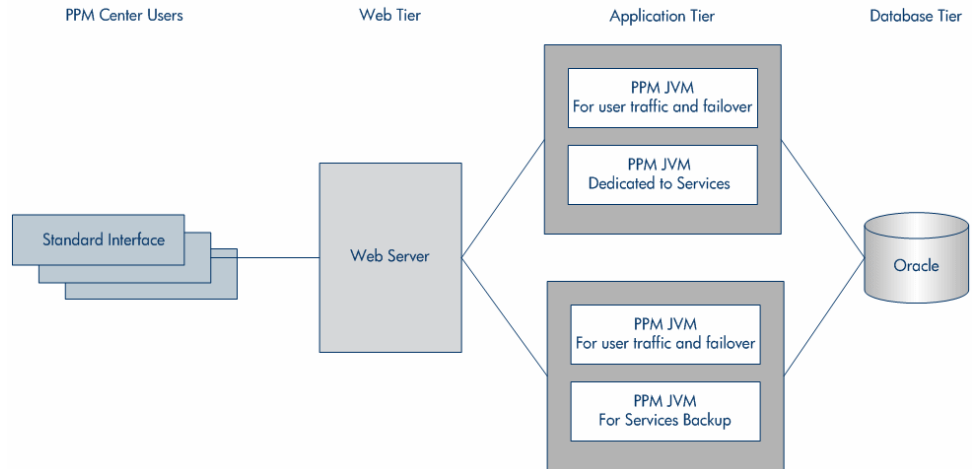 PPM Center Users
Web Tier
Application Tier
Database Tier
Standard Interface
Web Server
PPM JVM
For user traffic and failover
PPM JVM
Dedicated to Services
PPM JVM
For user traffic and failover
PPM JVM
For Services Backup
Oracle